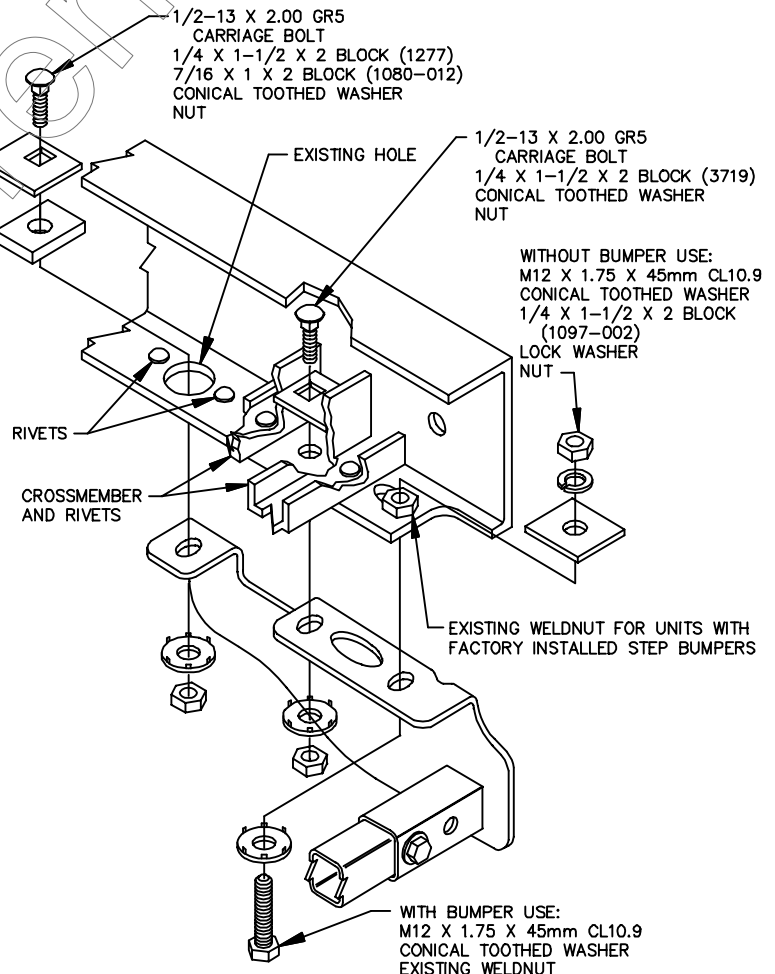 1/2-13 X 2.00 GR5
CARRIAGE BOLT
1/4 X 1-1/2 X 2 BLOCK (1277)
7/16 X 1 X 2 BLOCK (1080-012)
CONICAL TOOTHED WASHER
NUT
EXISTING HOLE
1/2-13 X 2.00 GR5
CARRIAGE BOLT
1/4 X 1-1/2 X 2 BLOCK (3719)
CONICAL TOOTHED WASHER
NUT
WITHOUT BUMPER USE:
M12 X 1.75 X 45mm CL10.9
CONICAL TOOTHED WASHER
1/4 X 1-1/2 X 2 BLOCK
(1097-002)
LOCK WASHER
NUT
RIVETS
CROSSMEMBER
AND RIVETS
EXISTING WELDNUT FOR UNITS WITH
FACTORY INSTALLED STEP BUMPERS
WITH BUMPER USE:
M12 X 1.75 X 45mm CL10.9
CONICAL TOOTHED WASHER
EXISTING WELDNUT